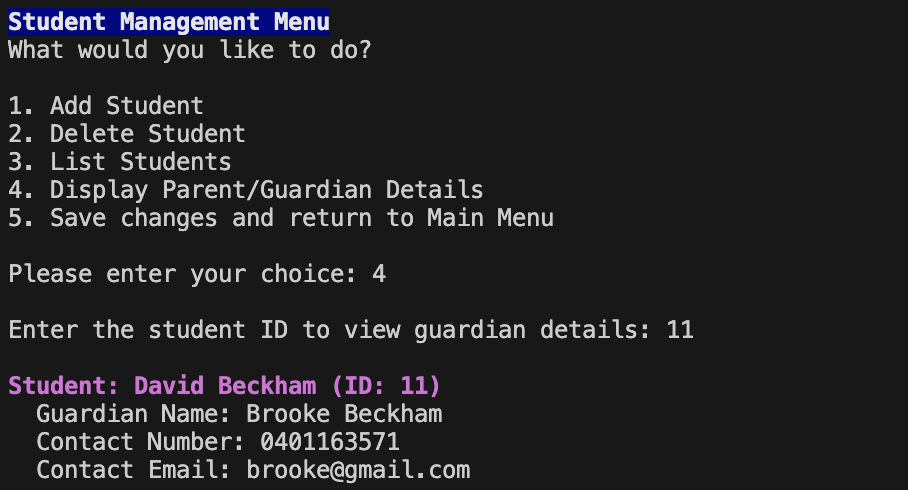 Student Management Menu
What would you like to do?
1. Add Student
2. Delete Student
3. List Students
4. Display Parent/Guardian Details
5. Save changes and return to Main Menu
Please enter your choice: 4
Enter the student ID to view guardian details: 11
Student: David Beckham (ID: 11)
Guardian Name: Brooke Beckham
Contact Number: 0401163571
Contact Email: brooke@gmail.com